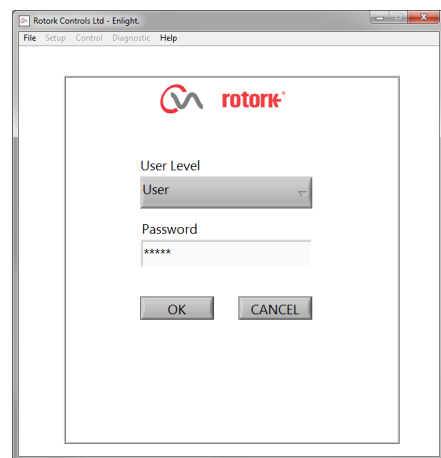 Rotork Controls Ltd - Enlight.
File Setup Control Diagnostic Help
rotork®
User Level
User
Password
*****
OK CANCEL